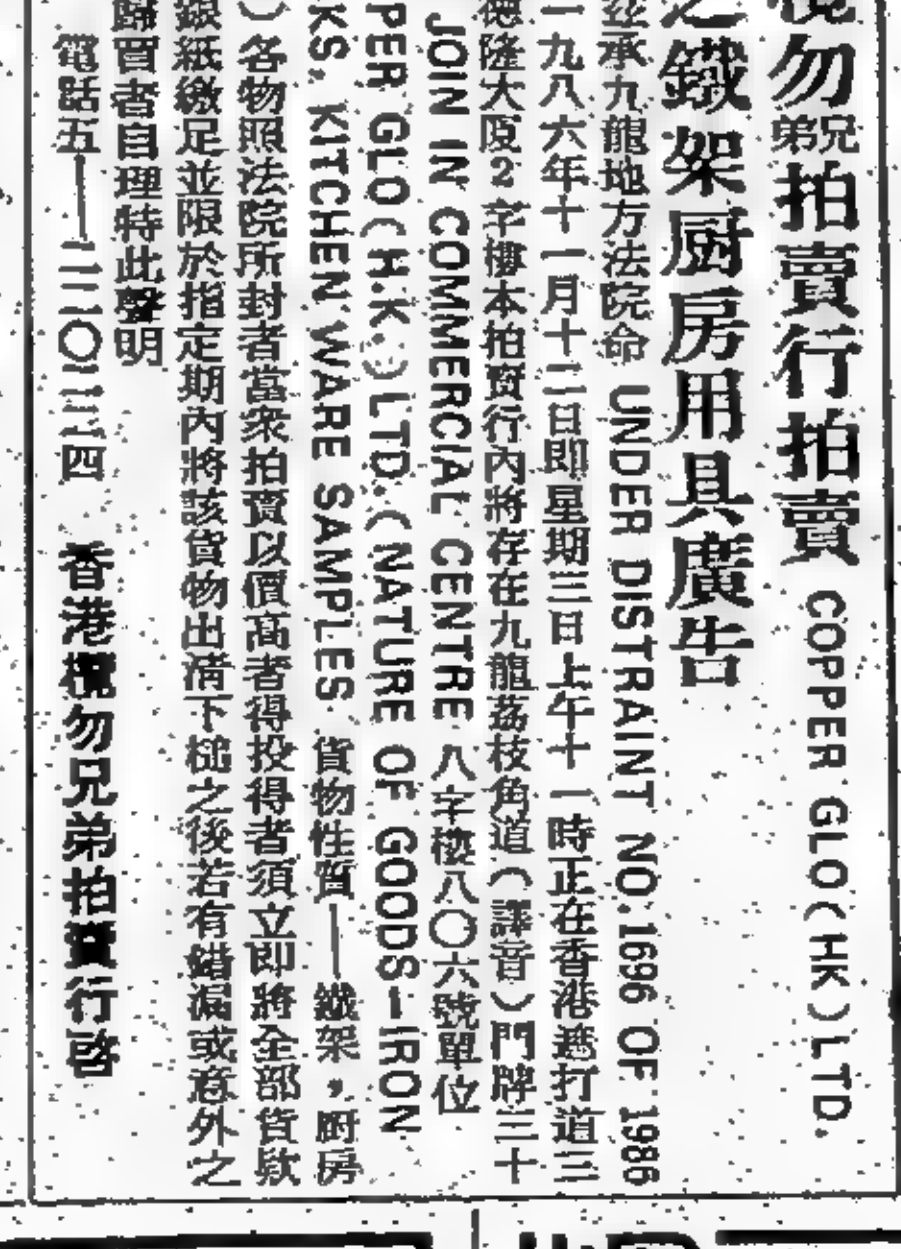 勿兄弟拍賣行拍賣 COPPER GLO(HK)LTD.
之鐵架厨房用具廣告
茲承九龍地方法院命 UNDER DISTRAINT NO.1696 OF 1986
一九八六年十一月十二日即星期三日上午十一時正在香港遮打道三
德隆大厦2字樓本拍賣行內將存在九龍荔枝角道(譯音)門牌三十
JOIN IN COMMERCIAL CENTRE 八字樓八〇六號單位
PER GLO(H.K.)LTD.(NATURE OF GOODS—IRON
KS, KITCHEN WARE SAMPLES 貨物性質——鐵架,厨房
)各物照法院所封者當衆拍賣以價高者得投得者須立即將全部貨欵
銀紙繳足並限於指定期內將該貨物出清下槌之後若有錯漏或意外之
歸買者自理特此聲明
電話五——二二〇二三四 香港槐勿兄弟拍賣行啓